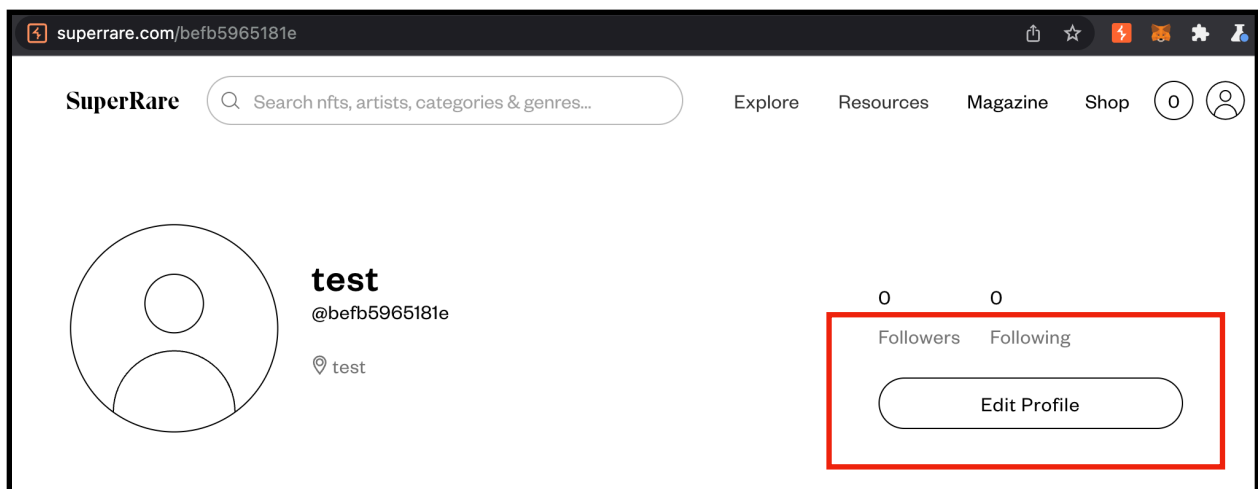 superrare.com/befb5965181e
SuperRare Search nfts, artists, categories & genres... Explore Resources Magazine Shop 0
test
@befb5965181e
test
0 0
Followers Following
Edit Profile